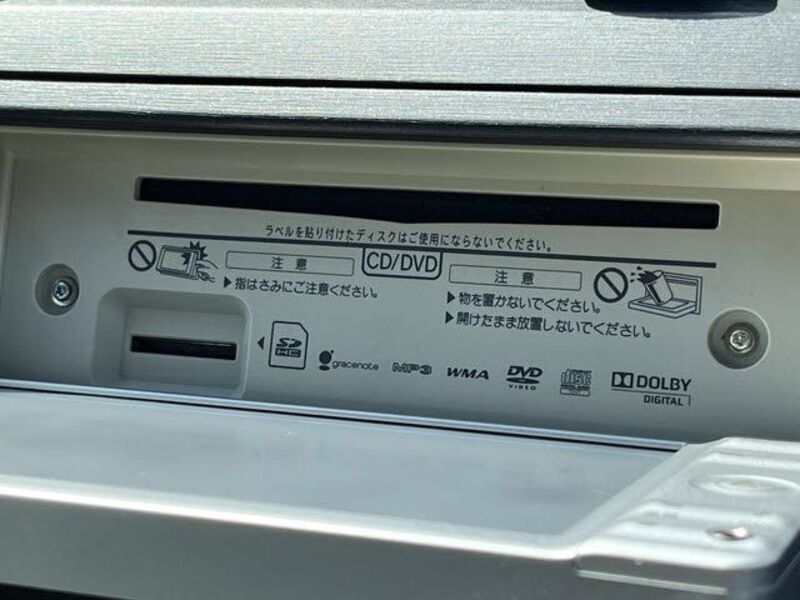 ラベルを貼り付けたディスクはご使用にならないでください。
注意
CD/DVD
注意
▶指はさみにご注意ください。
▶物を置かないでください。
▶開けたまま放置しないでください。
SD
HC
gracenote
MP3
WMA
DVD
VIDEO
disc
DOLBY
DIGITAL